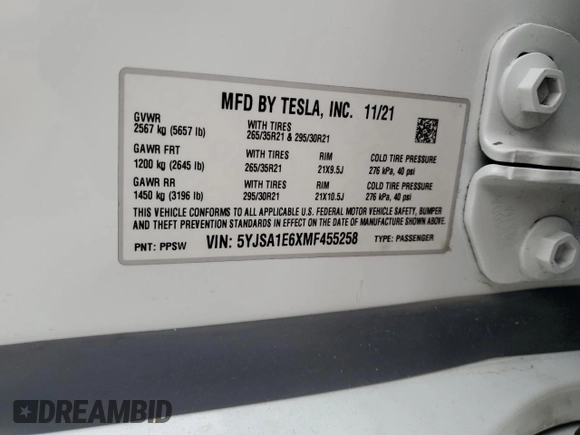 MFD BY TESLA, INC. 11/21
GVWR
2567 kg (5657 lb)
WITH TIRES
265/35R21 & 295/30R21
GAWR FRT
1200 kg (2645 lb)
WITH TIRES
265/35R21
RIM
21X9.5J
COLD TIRE PRESSURE
276 kPa, 40 psi
GAWR RR
1450 kg (3196 lb)
WITH TIRES
295/30R21
RIM
21X10.5J
COLD TIRE PRESSURE
276 kPa, 40 psi
THIS VEHICLE CONFORMS TO ALL APPLICABLE U.S. FEDERAL MOTOR VEHICLE SAFETY, BUMPER
AND THEFT PREVENTION STANDARDS IN EFFECT ON THE DATE OF MANUFACTURE SHOWN ABOVE.
PNT: PPSW
VIN: 5YJSA1E6XMF455258
TYPE: PASSENGER
DREAMBID